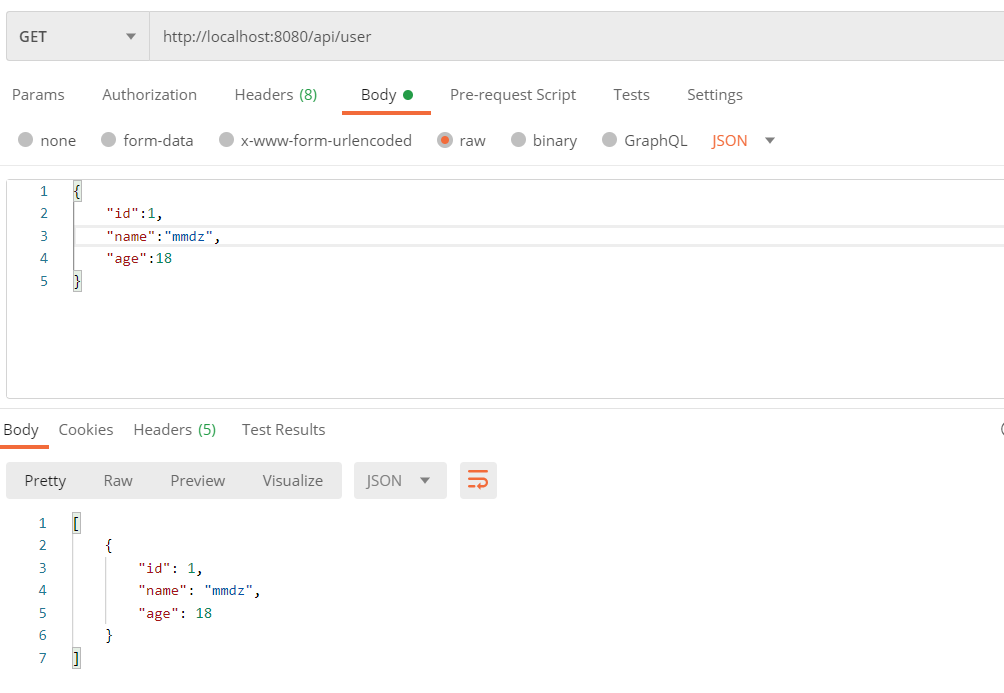 GET http://localhost:8080/api/user
Params Authorization Headers (8) Body Pre-request Script Tests Settings
none form-data x-www-form-urlencoded raw binary GraphQL JSON
1 {
2 "id":1,
3 "name":"mmdz",
4 "age":18
5 }
Body Cookies Headers (5) Test Results
Pretty Raw Preview Visualize JSON
1 [
2 {
3 "id": 1,
4 "name": "mmdz",
5 "age": 18
6 }
7 ]